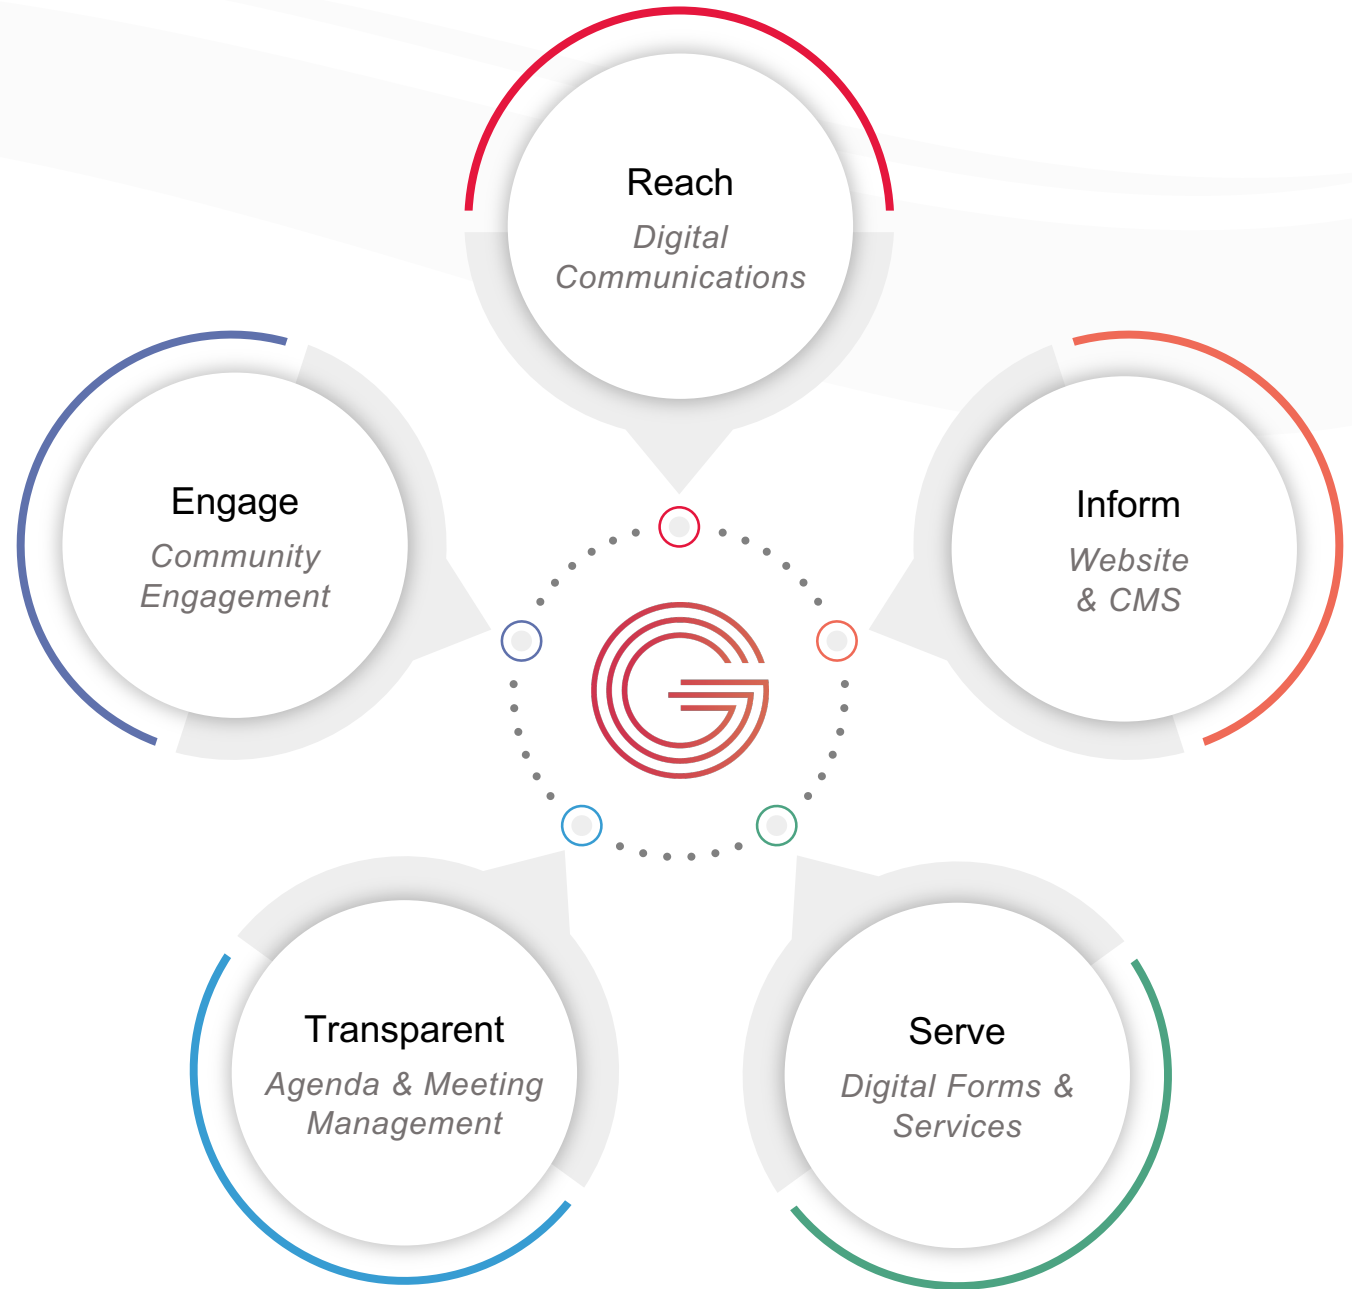 Reach
Digital
Communications
Engage
Community
Engagement
Inform
Website
& CMS
Transparent
Agenda & Meeting
Management
Serve
Digital Forms &
Services